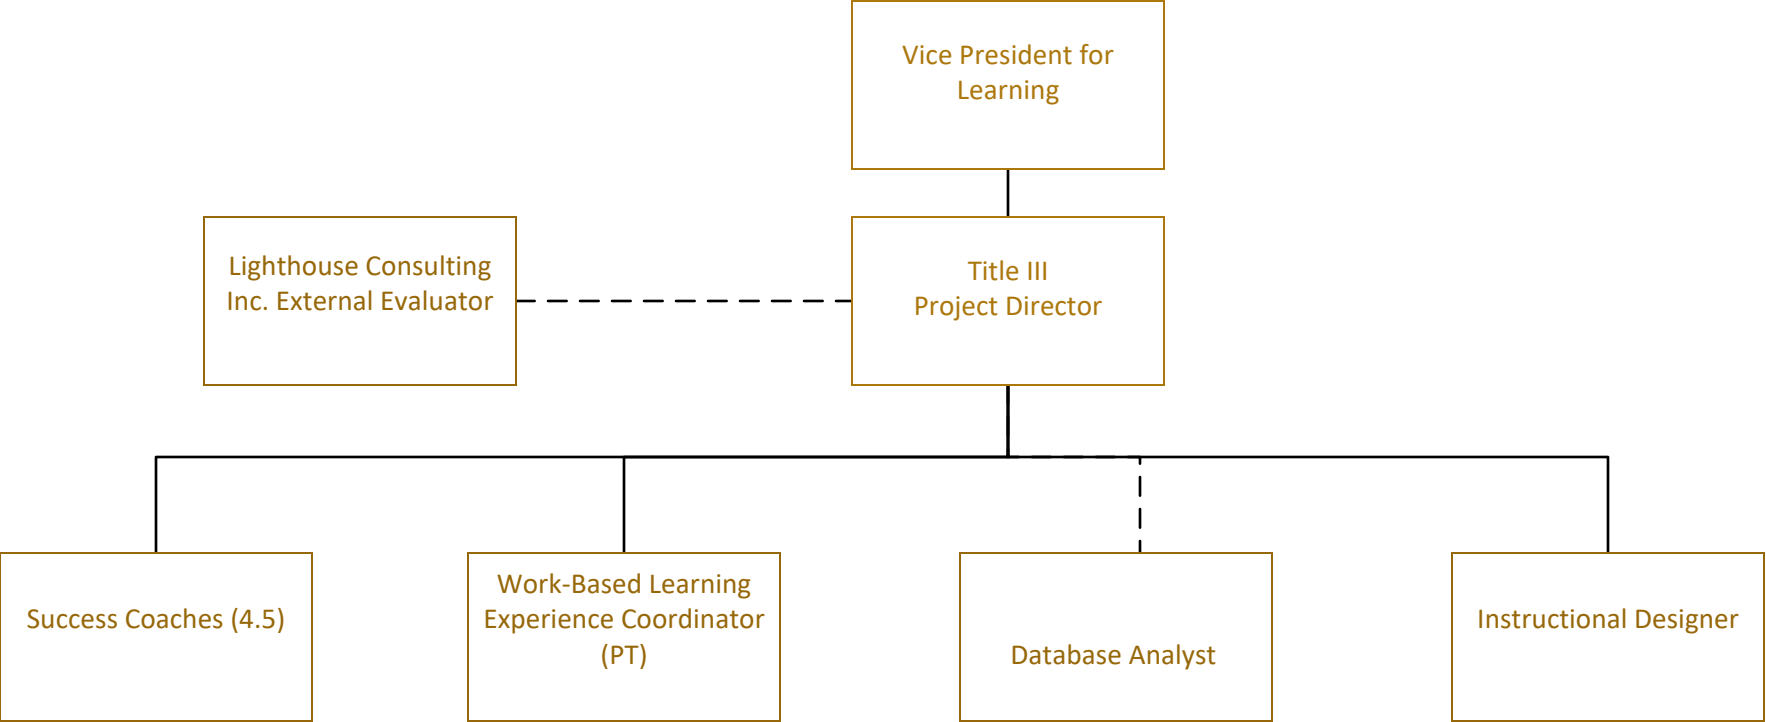 Vice President for
Learning
Lighthouse Consulting
Inc. External Evaluator
Title III
Project Director
Success Coaches (4.5)
Work-Based Learning
Experience Coordinator
(PT)
Database Analyst
Instructional Designer